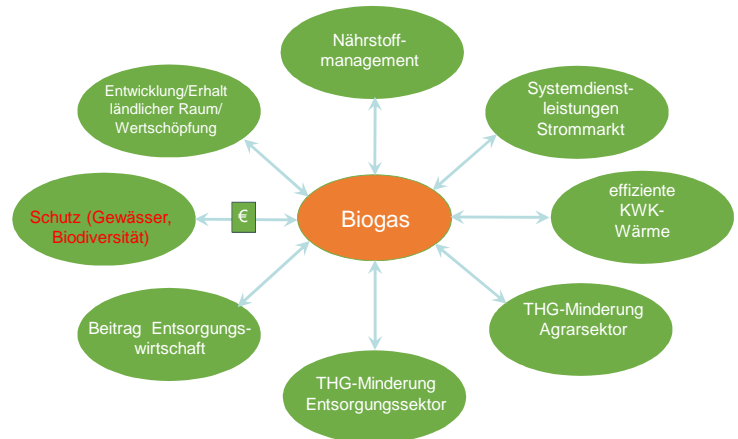 Nährstoff-
management
Entwicklung/Erhalt
ländlicher Raum/
Wertschöpfung
Systemdienst-
leistungen
Strommarkt
Schutz (Gewässer,
Biodiversität)
€
Biogas
effiziente
KWK-
Wärme
Beitrag Entsorgungs-
wirtschaft
THG-Minderung
Agrarsektor
THG-Minderung
Entsorgungssektor